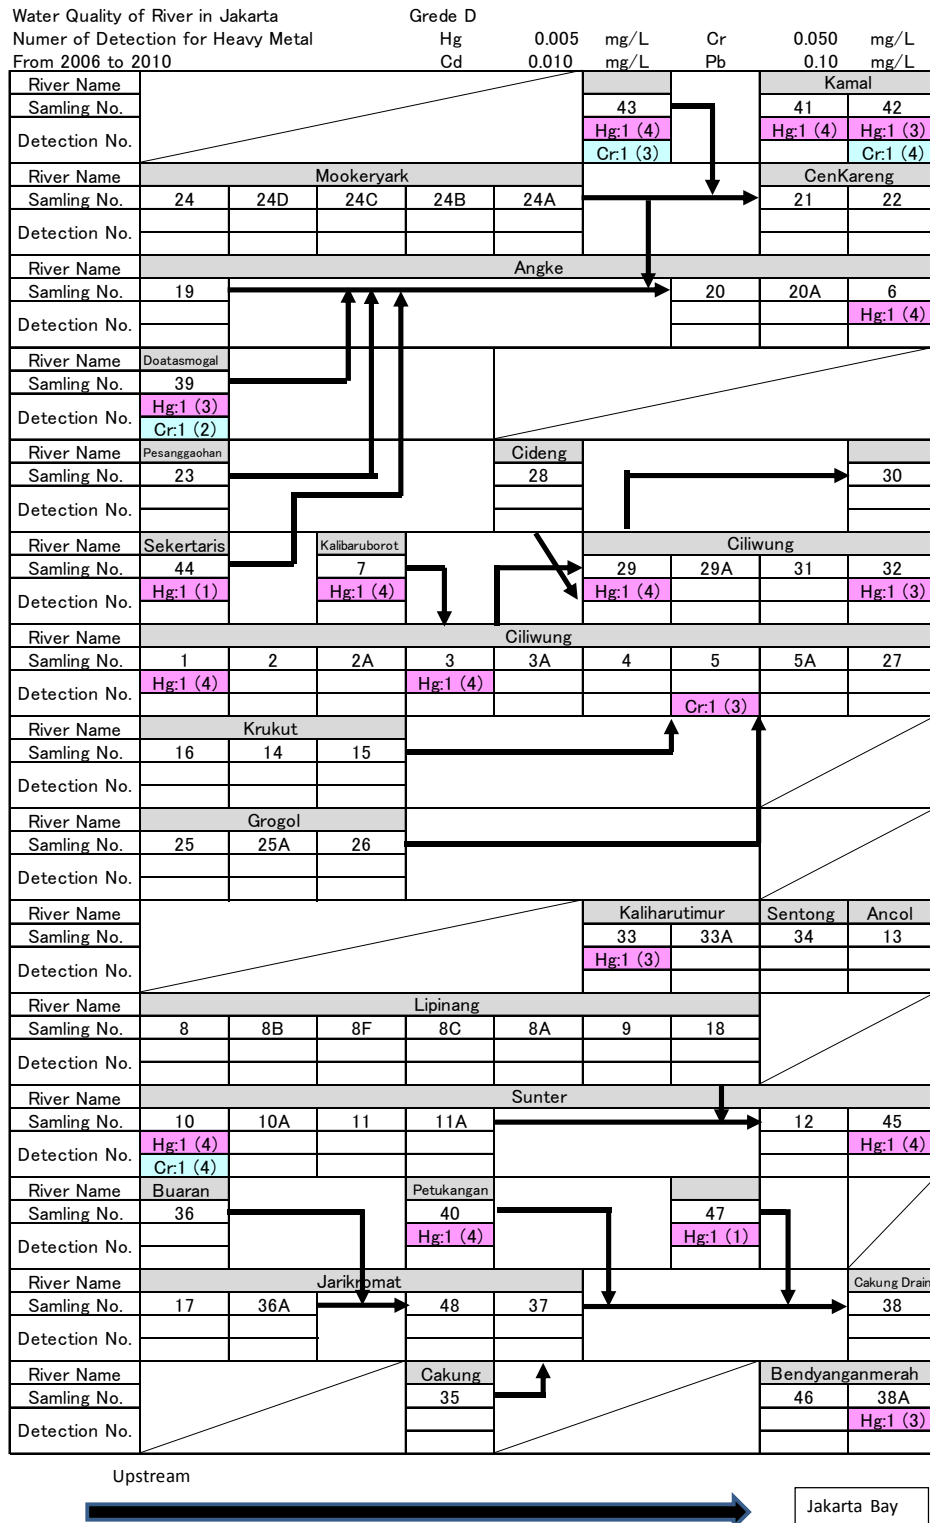 Water Quality of River in Jakarta Grede D
Numer of Detection for Heavy Metal Hg 0.005 mg/L Cr 0.050 mg/L
From 2006 to 2010 Cd 0.010 mg/L Pb 0.10 mg/L
River Name Kamal
Samling No. 43 41 42
Detection No. Hg:1 (4) Hg:1 (4) Hg:1 (3)
Cr:1 (3) Cr:1 (4)
River Name Mookeryark CenKareng
Samling No. 24 24D 24C 24B 24A 21 22
Detection No.
River Name Angke
Samling No. 19 20 20A 6
Detection No. Hg:1 (4)
River Name Doatasmogal
Samling No. 39
Detection No. Hg:1 (3)
Cr:1 (2)
River Name Pesanggaohan Cideng
Samling No. 23 28 30
Detection No.
River Name Sekertaris Kalibaruborot Ciliwung
Samling No. 44 7 29 29A 31 32
Detection No. Hg:1 (1) Hg:1 (4) Hg:1 (4) Hg:1 (3)
River Name Ciliwung
Samling No. 1 2 2A 3 3A 4 5 5A 27
Detection No. Hg:1 (4) Hg:1 (4)
Cr:1 (3)
River Name Krukut
Samling No. 16 14 15
Detection No.
River Name Grogol
Samling No. 25 25A 26
Detection No.
River Name Kaliharutimur Sentong Ancol
Samling No. 33 33A 34 13
Detection No. Hg:1 (3)
River Name Lipinang
Samling No. 8 8B 8F 8C 8A 9 18
Detection No.
River Name Sunter
Samling No. 10 10A 11 11A 12 45
Detection No. Hg:1 (4) Hg:1 (4)
Cr:1 (4)
River Name Buaran Petukangan
Samling No. 36 40 47
Detection No. Hg:1 (4) Hg:1 (1)
River Name Jarikromat Cakung Drain
Samling No. 17 36A 48 37 38
Detection No.
River Name Cakung Bendyanganmerah
Samling No. 35 46 38A
Detection No. Hg:1 (3)
Upstream
Jakarta Bay